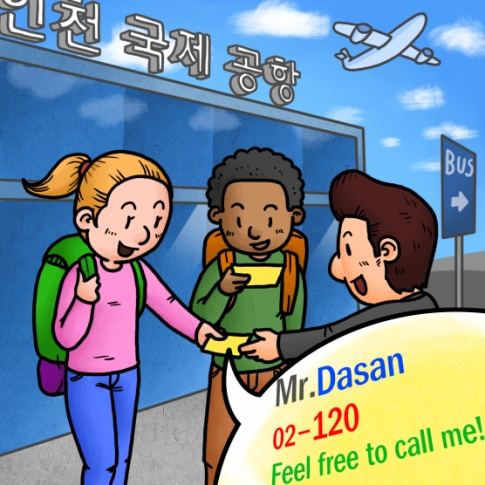 인천 국제 공항
BUS
Mr.Dasan
02-120
Feel free to call me!